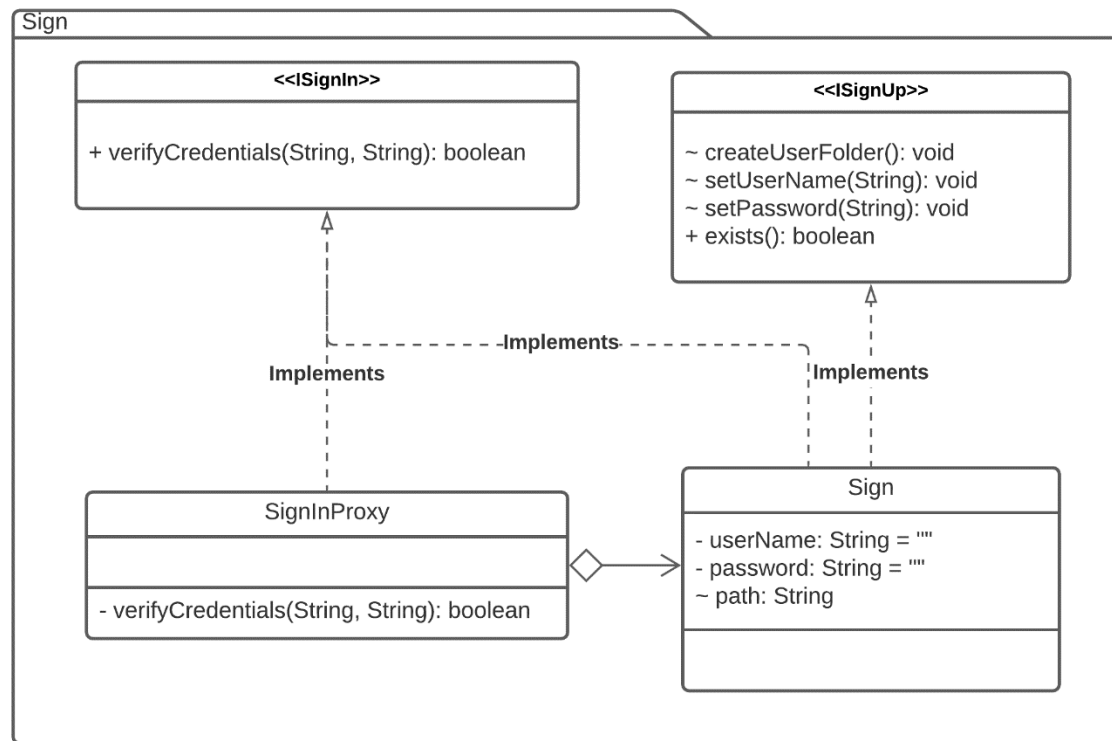 Sign
<<ISignIn>>
+ verifyCredentials(String, String): boolean
<<ISignUp>>
~ createUserFolder(): void
~ setUserName(String): void
~ setPassword(String): void
+ exists(): boolean
Implements
Implements
Implements
SignInProxy
- verifyCredentials(String, String): boolean
Sign
- userName: String = ""
- password: String = ""
~ path: String